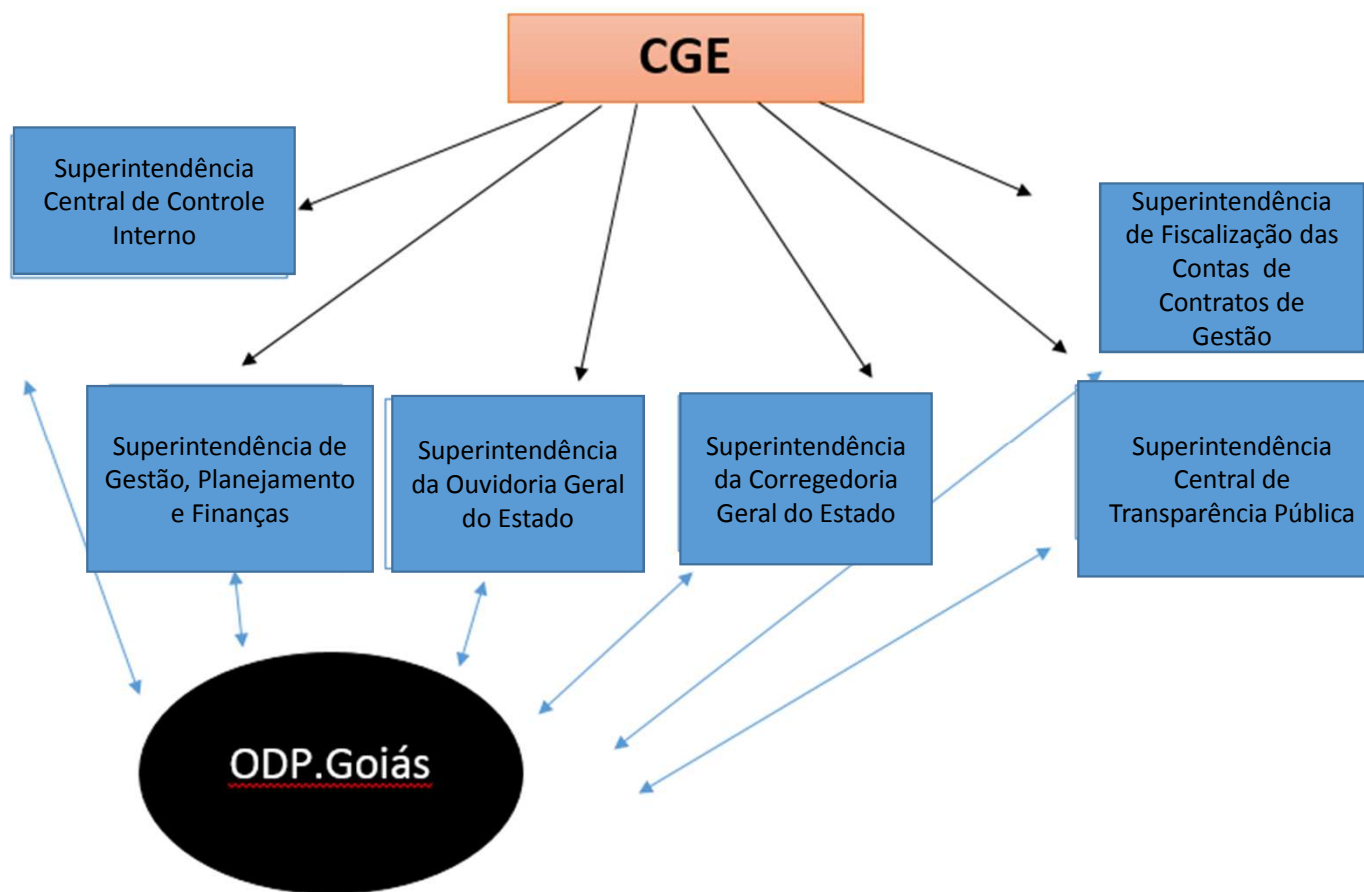 CGE
Superintendência
Central de Controle
Interno
Superintendência
de Fiscalização das
Contas de
Contratos de
Gestão
Superintendência de
Gestão, Planejamento
e Finanças
Superintendência
da Ouvidoria Geral
do Estado
Superintendência
da Corregedoria
Geral do Estado
Superintendência
Central de
Transparência Pública
ODP.Goiás